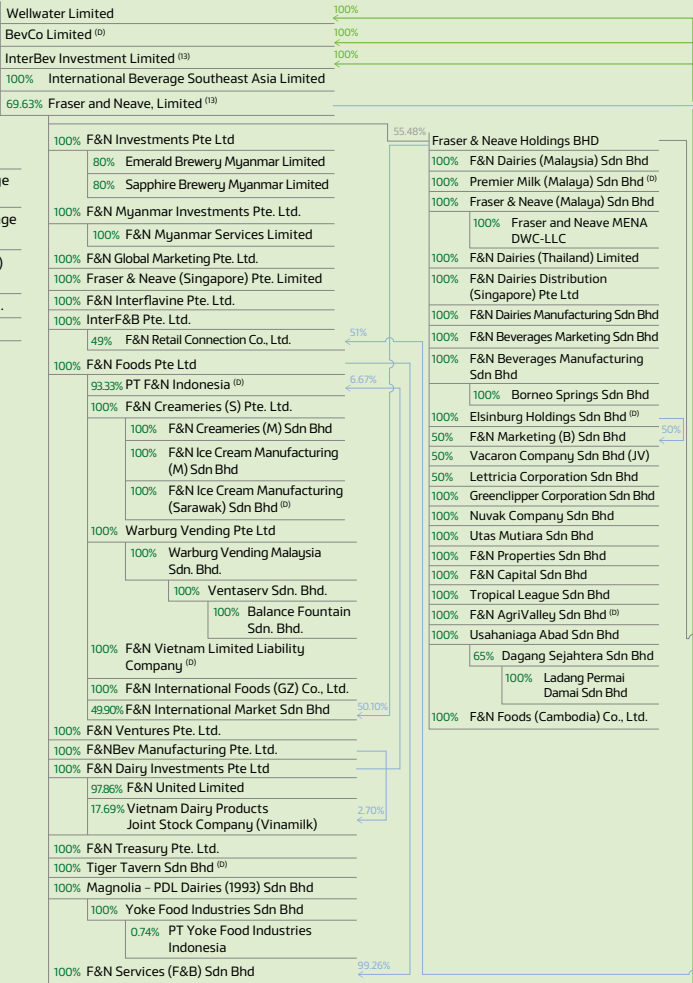 Wellwater Limited
100%
BevCo Limited (D)
100%
InterBev Investment Limited (13)
100%
100% International Beverage Southeast Asia Limited
69.63% Fraser and Neave, Limited (13)
ge
age
)
.
100% F&N Investments Pte Ltd
80% Emerald Brewery Myanmar Limited
80% Sapphire Brewery Myanmar Limited
100% F&N Myanmar Investments Pte. Ltd.
100% F&N Myanmar Services Limited
100% F&N Global Marketing Pte. Ltd.
100% Fraser & Neave (Singapore) Pte. Limited
100% F&N Interflavine Pte. Ltd.
100% InterF&B Pte. Ltd.
49% F&N Retail Connection Co., Ltd.
51%
100% F&N Foods Pte Ltd
93.33% PT F&N Indonesia (D)
6.67%
100% F&N Creameries (S) Pte. Ltd.
100% F&N Creameries (M) Sdn Bhd
100% F&N Ice Cream Manufacturing
(M) Sdn Bhd
100% F&N Ice Cream Manufacturing
(Sarawak) Sdn Bhd (D)
100% Warburg Vending Pte Ltd
100% Warburg Vending Malaysia
Sdn. Bhd.
100% Ventaserv Sdn. Bhd.
100% Balance Fountain
Sdn. Bhd.
100% F&N Vietnam Limited Liability
Company (D)
100% F&N International Foods (GZ) Co., Ltd.
49.90% F&N International Market Sdn Bhd
50.10%
100% F&N Ventures Pte. Ltd.
100% F&NBev Manufacturing Pte. Ltd.
100% F&N Dairy Investments Pte Ltd
97.86% F&N United Limited
17.69% Vietnam Dairy Products
Joint Stock Company (Vinamilk)
2.70%
100% F&N Treasury Pte. Ltd.
100% Tiger Tavern Sdn Bhd (D)
100% Magnolia – PDL Dairies (1993) Sdn Bhd
100% Yoke Food Industries Sdn Bhd
0.74% PT Yoke Food Industries
Indonesia
100% F&N Services (F&B) Sdn Bhd
99.26%
55.48%
Fraser & Neave Holdings BHD
100% F&N Dairies (Malaysia) Sdn Bhd
100% Premier Milk (Malaya) Sdn Bhd (D)
100% Fraser & Neave (Malaya) Sdn Bhd
100% Fraser and Neave MENA
DWC-LLC
100% F&N Dairies (Thailand) Limited
100% F&N Dairies Distribution
(Singapore) Pte Ltd
100% F&N Dairies Manufacturing Sdn Bhd
100% F&N Beverages Marketing Sdn Bhd
100% F&N Beverages Manufacturing
Sdn Bhd
100% Borneo Springs Sdn Bhd
100% Elsinburg Holdings Sdn Bhd (D)
50% F&N Marketing (B) Sdn Bhd
50%
50% Vacaron Company Sdn Bhd (JV)
50% Lettricia Corporation Sdn Bhd
100% Greenclipper Corporation Sdn Bhd
100% Nuvak Company Sdn Bhd
100% Utas Mutiara Sdn Bhd
100% F&N Properties Sdn Bhd
100% F&N Capital Sdn Bhd
100% Tropical League Sdn Bhd
100% F&N AgriValley Sdn Bhd (D)
100% Usahaniaga Abad Sdn Bhd
65% Dagang Sejahtera Sdn Bhd
100% Ladang Permai
Damai Sdn Bhd
100% F&N Foods (Cambodia) Co., Ltd.